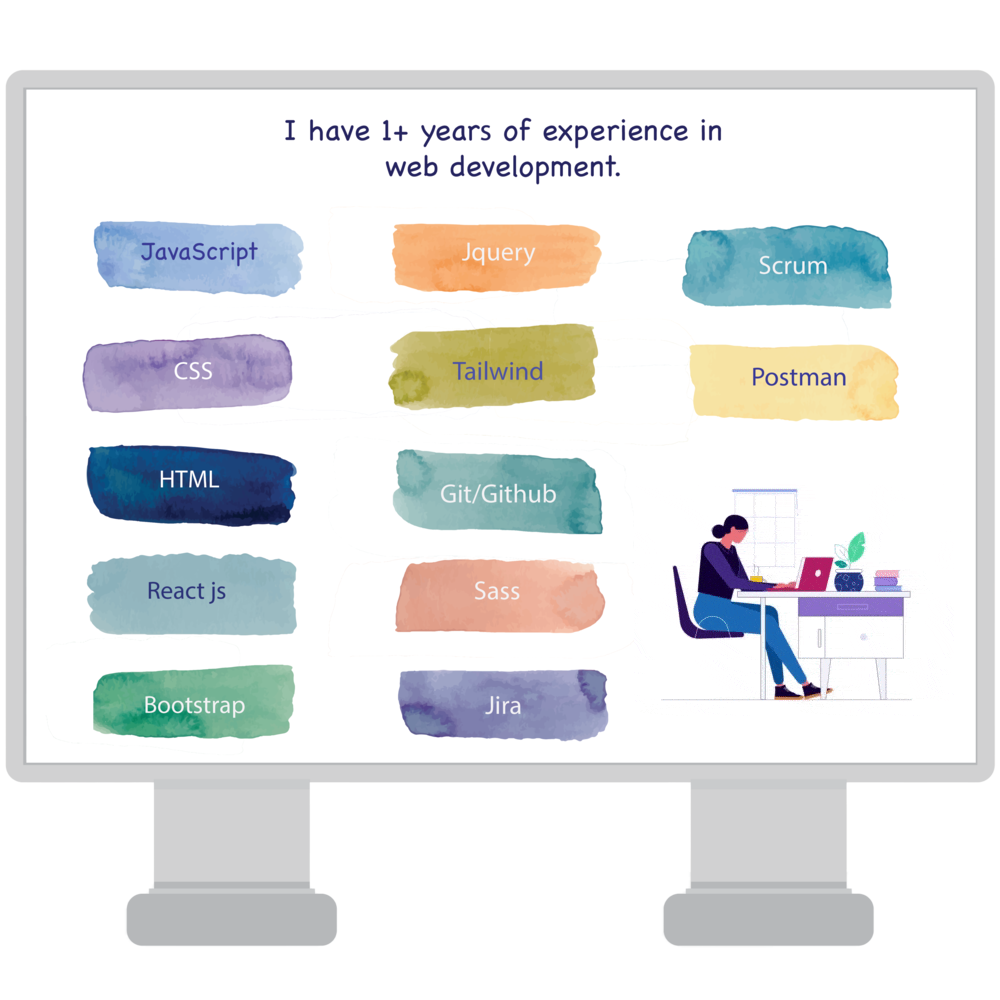 I have 1+ years of experience in
web development.
JavaScript
Jquery
Scrum
CSS
Tailwind
Postman
HTML
Git/Github
React js
Sass
Bootstrap
Jira